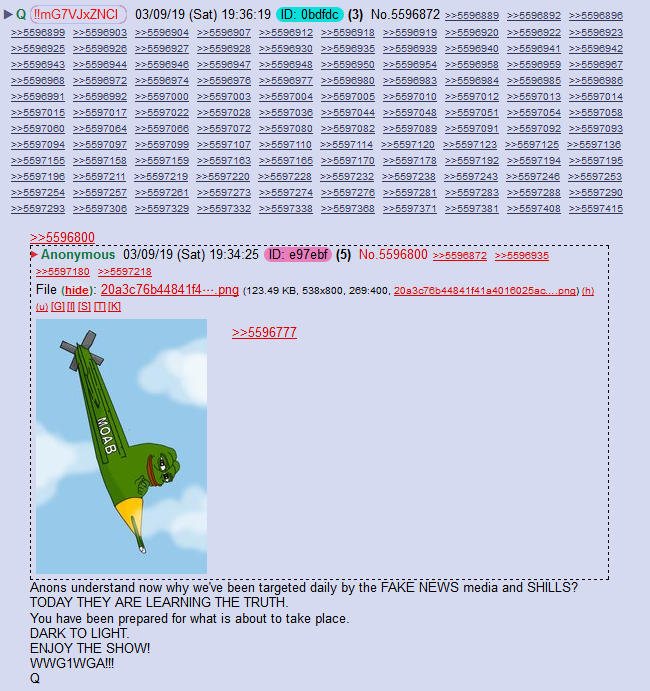 ▶Q !!mG7VJxZNCI 03/09/19 (Sat) 19:36:19 ID: 0bdfdc (3) No.5596872 >>5596889 >>5596892 >>5596896
>>5596899 >>5596903 >>5596904 >>5596907 >>5596912 >>5596918 >>5596919 >>5596920 >>5596922 >>5596923
>>5596925 >>5596926 >>5596927 >>5596928 >>5596930 >>5596935 >>5596939 >>5596940 >>5596941 >>5596942
>>5596943 >>5596944 >>5596946 >>5596947 >>5596948 >>5596950 >>5596954 >>5596958 >>5596959 >>5596967
>>5596968 >>5596972 >>5596974 >>5596976 >>5596977 >>5596980 >>5596983 >>5596984 >>5596985 >>5596986
>>5596991 >>5596992 >>5597000 >>5597003 >>5597004 >>5597005 >>5597010 >>5597012 >>5597013 >>5597014
>>5597015 >>5597017 >>5597022 >>5597028 >>5597036 >>5597044 >>5597048 >>5597051 >>5597054 >>5597058
>>5597060 >>5597064 >>5597066 >>5597072 >>5597080 >>5597082 >>5597089 >>5597091 >>5597092 >>5597093
>>5597094 >>5597097 >>5597099 >>5597107 >>5597110 >>5597114 >>5597120 >>5597123 >>5597125 >>5597136
>>5597155 >>5597158 >>5597159 >>5597163 >>5597165 >>5597170 >>5597178 >>5597192 >>5597194 >>5597195
>>5597196 >>5597211 >>5597219 >>5597220 >>5597228 >>5597232 >>5597238 >>5597243 >>5597246 >>5597253
>>5597254 >>5597257 >>5597261 >>5597273 >>5597274 >>5597276 >>5597281 >>5597283 >>5597288 >>5597290
>>5597293 >>5597306 >>5597329 >>5597332 >>5597338 >>5597368 >>5597371 >>5597381 >>5597408 >>5597415
>>5596800
▶Anonymous 03/09/19 (Sat) 19:34:25 ID: e97ebf (5) No.5596800 >>5596872 >>5596935
>>5597180 >>5597218
File (hide): 20a3c76b44841f4⋯.png (123.49 KB, 538x800, 269:400, 20a3c76b44841f41a4016025ac....png) (h)
(u) [G] [I] [S] [T] [K]
>>5596777
MOAB
Anons understand now why we've been targeted daily by the FAKE NEWS media and SHILLS?
TODAY THEY ARE LEARNING THE TRUTH.
You have been prepared for what is about to take place.
DARK TO LIGHT.
ENJOY THE SHOW!
WWG1WGA!!!
Q